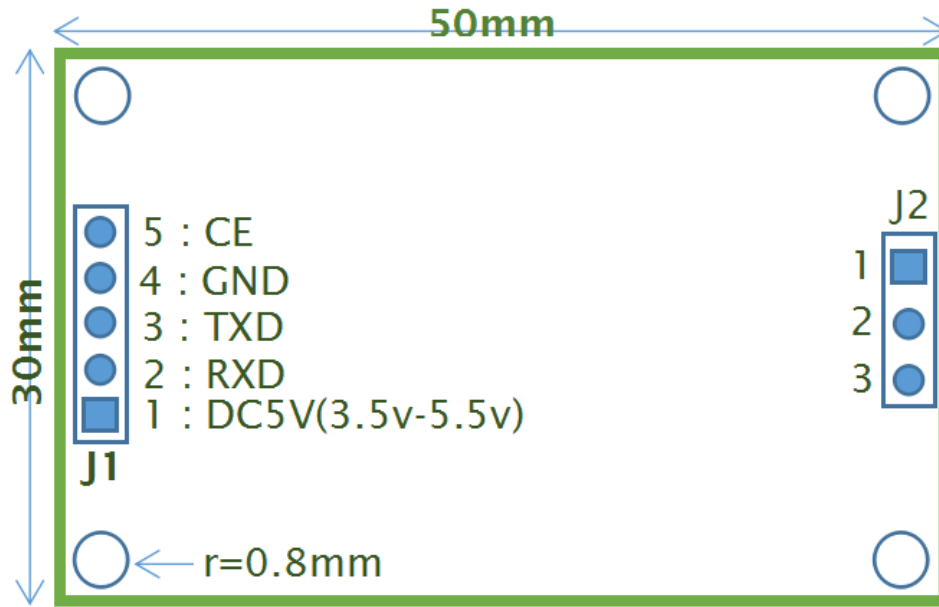 50mm
30mm
J2
5 : CE
4 : GND
3 : TXD
2 : RXD
1 : DC5V(3.5v-5.5v)
J1
1
2
3
r=0.8mm